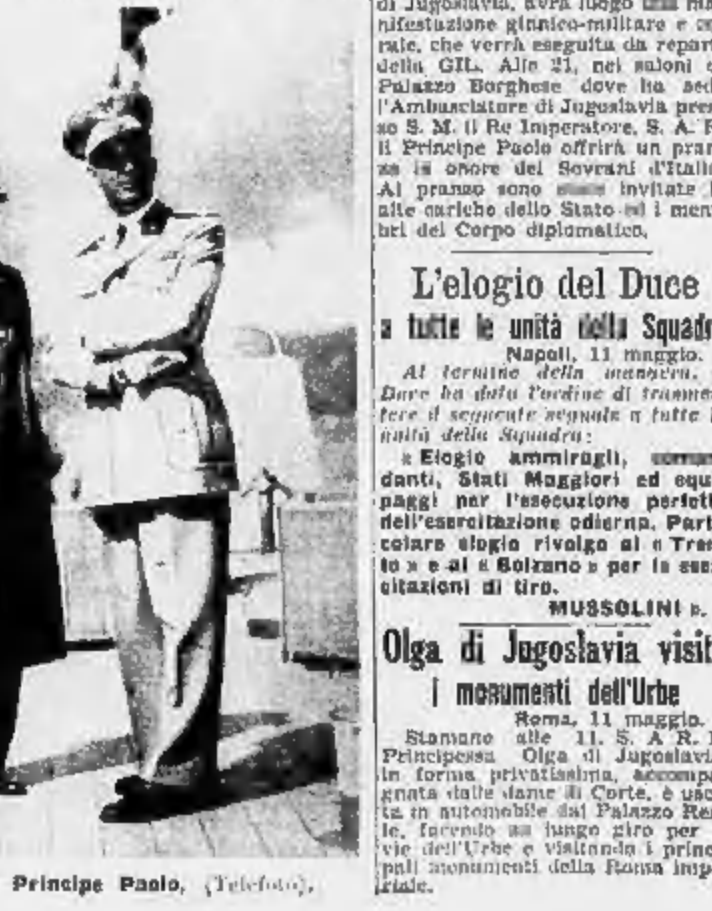 di Jugoslavia, avrà luogo una ma
nifestazione ginnico-militare e co
rale, che verrà eseguita da repart
della GIL. Alle 21, nei saloni d
Palazzo Borghese dove ha sed
l'Ambasciatore di Jugoslavia pres
so S. M. il Re Imperatore, S. A. R
il Principe Paolo offrirà un pran
zo in onore dei Sovrani d'Italia
Al pranzo sono invitate l
alte cariche dello Stato ed i mem
bri del Corpo diplomatico.
L'elogio del Duce
a tutte le unità della Squadr
Napoli, 11 maggio.
Al termine della manovra,
Duce ha dato l'ordine di trasmet
tere il seguente segnale a tutte l
unità della Squadra:
« Elogio ammiragli, coman
danti, Stati Maggiori ed equi
paggi per l'esecuzione perfett
dell'esercitazione odierna. Parti
colare elogio rivolgo al « Tren
to » e al « Bolzano » per le eser
citazioni di tiro.
MUSSOLINI ».
Olga di Jugoslavia visit
i monumenti dell'Urbe
Roma, 11 maggio.
Stamane alle 11, S. A R. l
Principessa Olga di Jugoslavia
in forma privatissima, accompa
gnata dalle dame di Corte, è usc
ta in automobile dal Palazzo Rea
le, facendo un lungo giro per
vie dell'Urbe e visitando i princ
pali monumenti della Roma impe
riale.
Principe Paolo. (Telefoto).